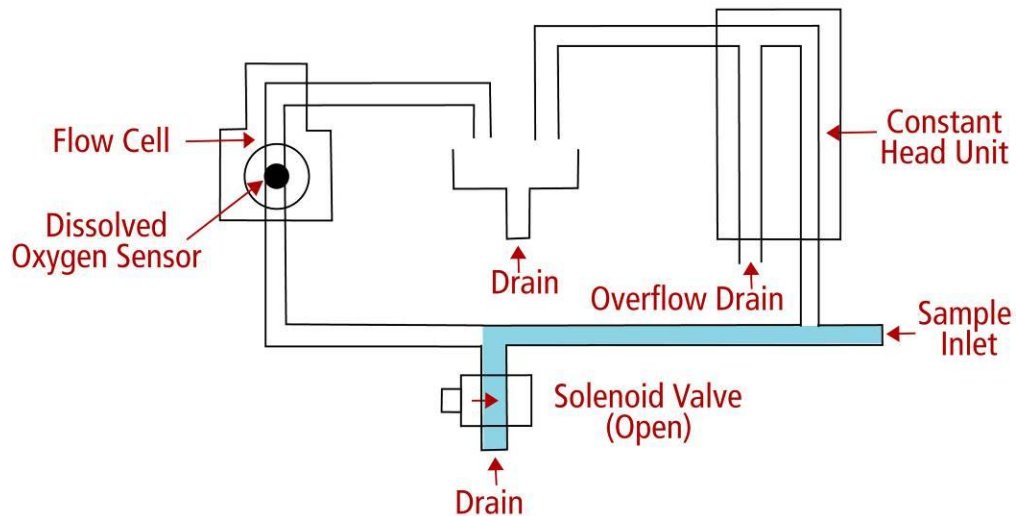 Flow Cell
Constant
Head Unit
Dissolved
Oxygen Sensor
Drain
Overflow Drain
Sample
Inlet
Solenoid Valve
(Open)
Drain